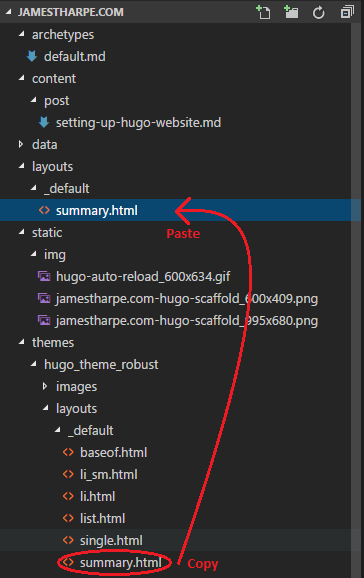 JAMESTHARPE.COM
archetypes
default.md
content
post
setting-up-hugo-website.md
data
layouts
_default
summary.html
Paste
static
img
hugo-auto-reload_600x634.gif
jamestharpe.com-hugo-scaffold_600x409.png
jamestharpe.com-hugo-scaffold_995x680.png
themes
hugo_theme_robust
images
layouts
_default
baseof.html
li_sm.html
li.html
list.html
single.html
summary.html Copy